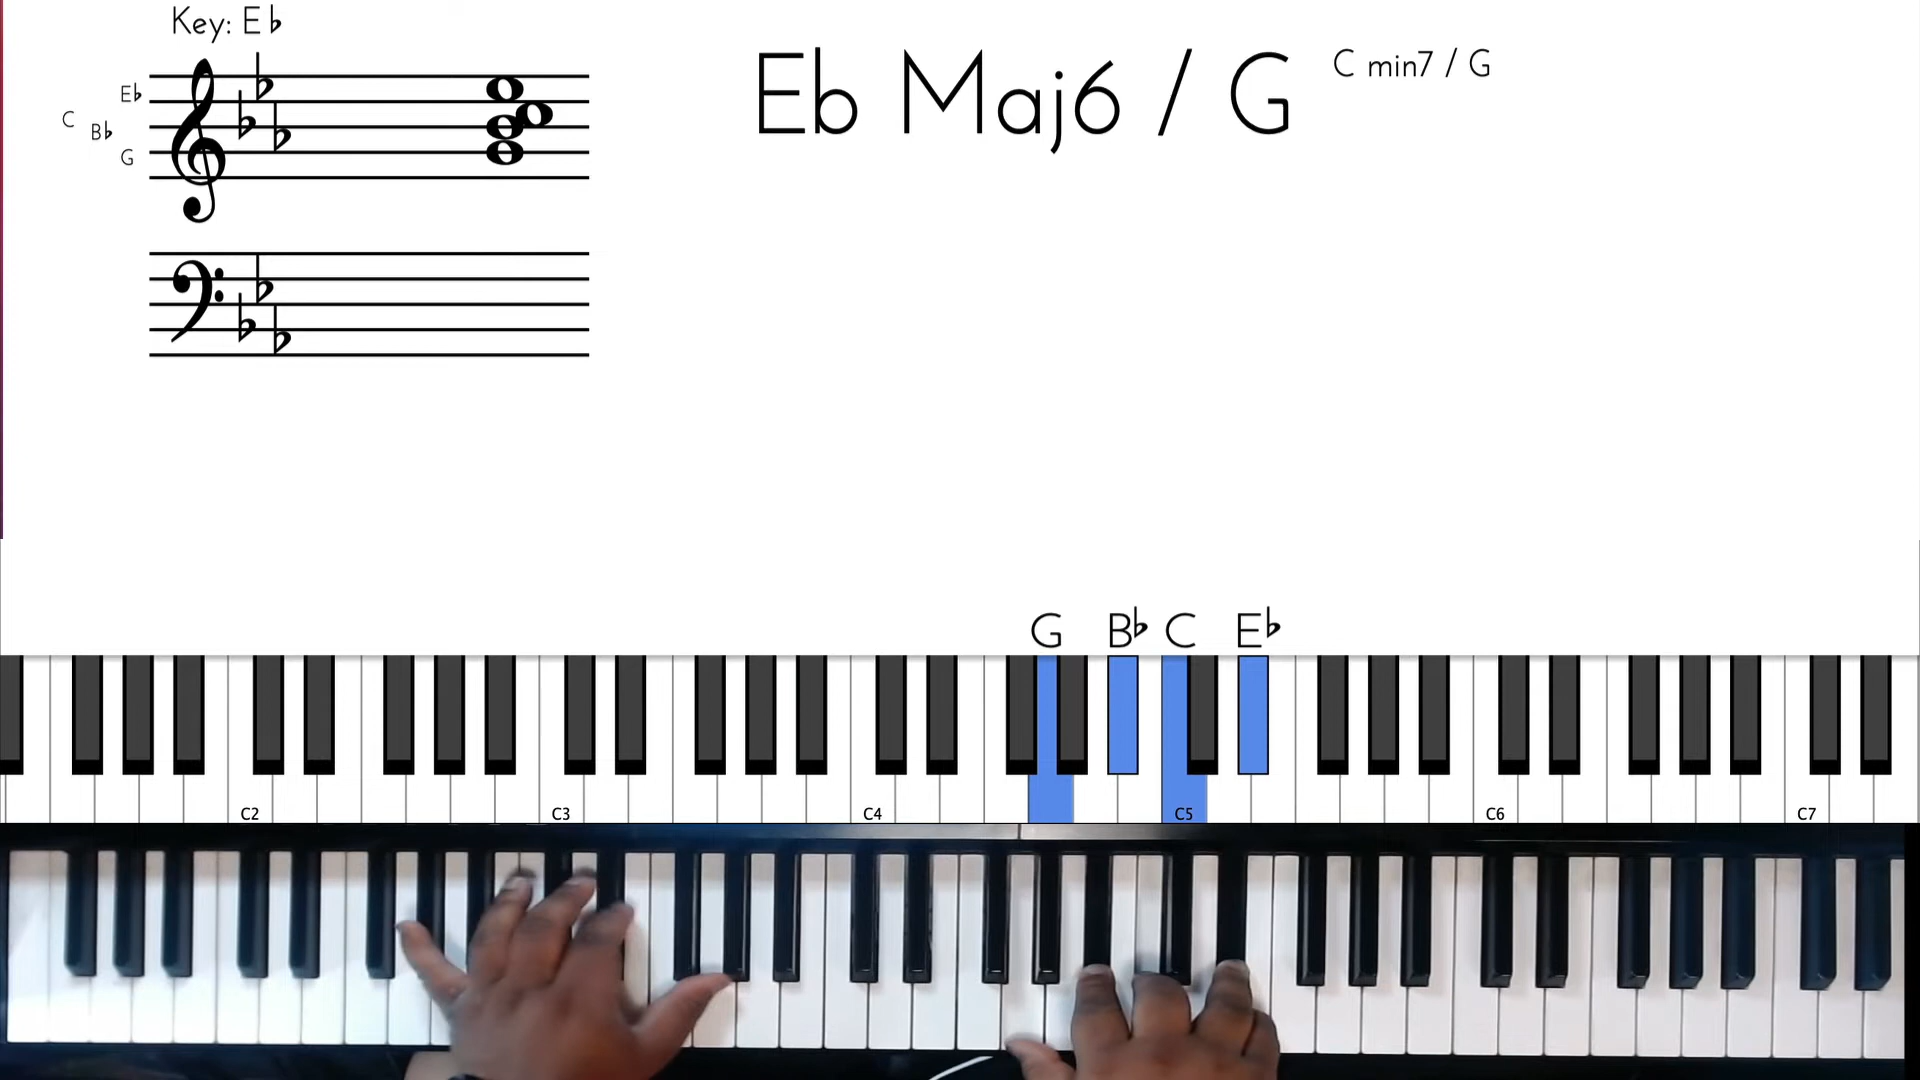 Key: E♭
Eb Maj6 / G
C min7 / G
E♭
C
B♭
G
G B♭ C E♭
C2 C3 C4 C5 C6 C7